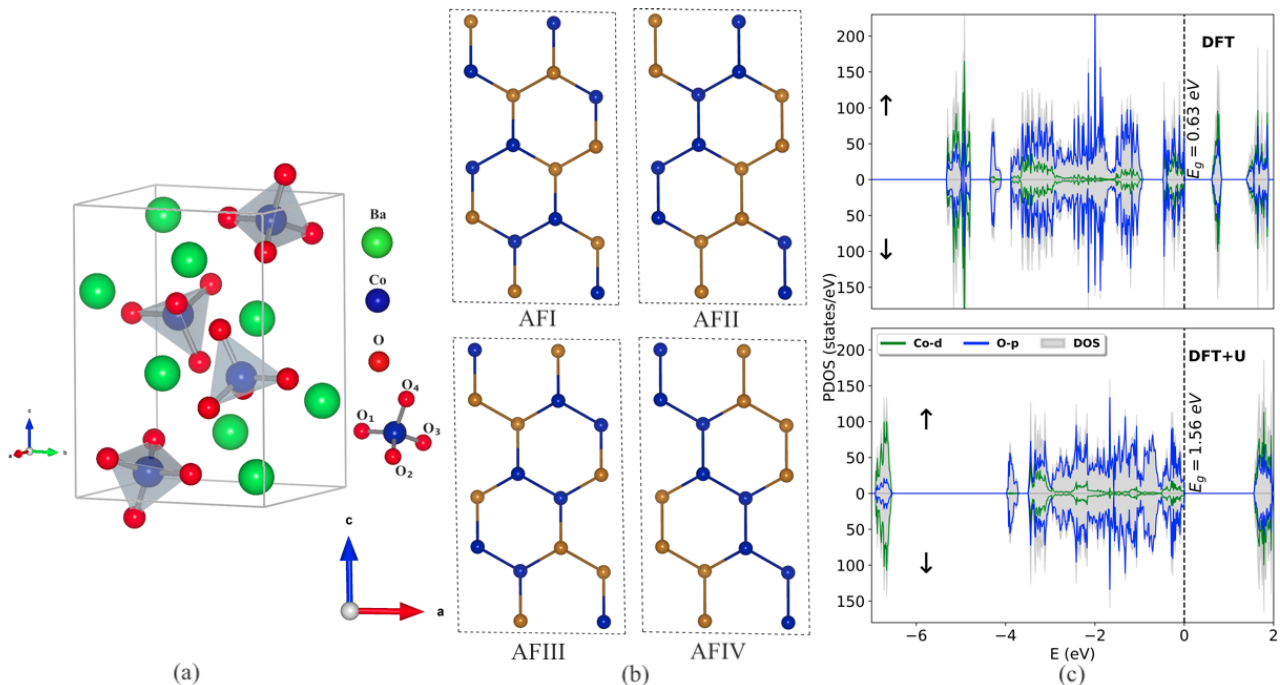 Ba
Co
O
O4
O1
O3
O2
c
a
b
c
a
(a)
AFI
AFII
AFIII
AFIV
(b)
DFT
↑
↓
Eg = 0.63 eV
200
150
100
50
0
50
100
150
PDOS (states/eV)
Co-d
O-p
DOS
DFT+U
↑
↓
Eg =1.56 eV
200
150
100
50
0
50
100
150
−6
−4
−2
0
2
E (eV)
(c)